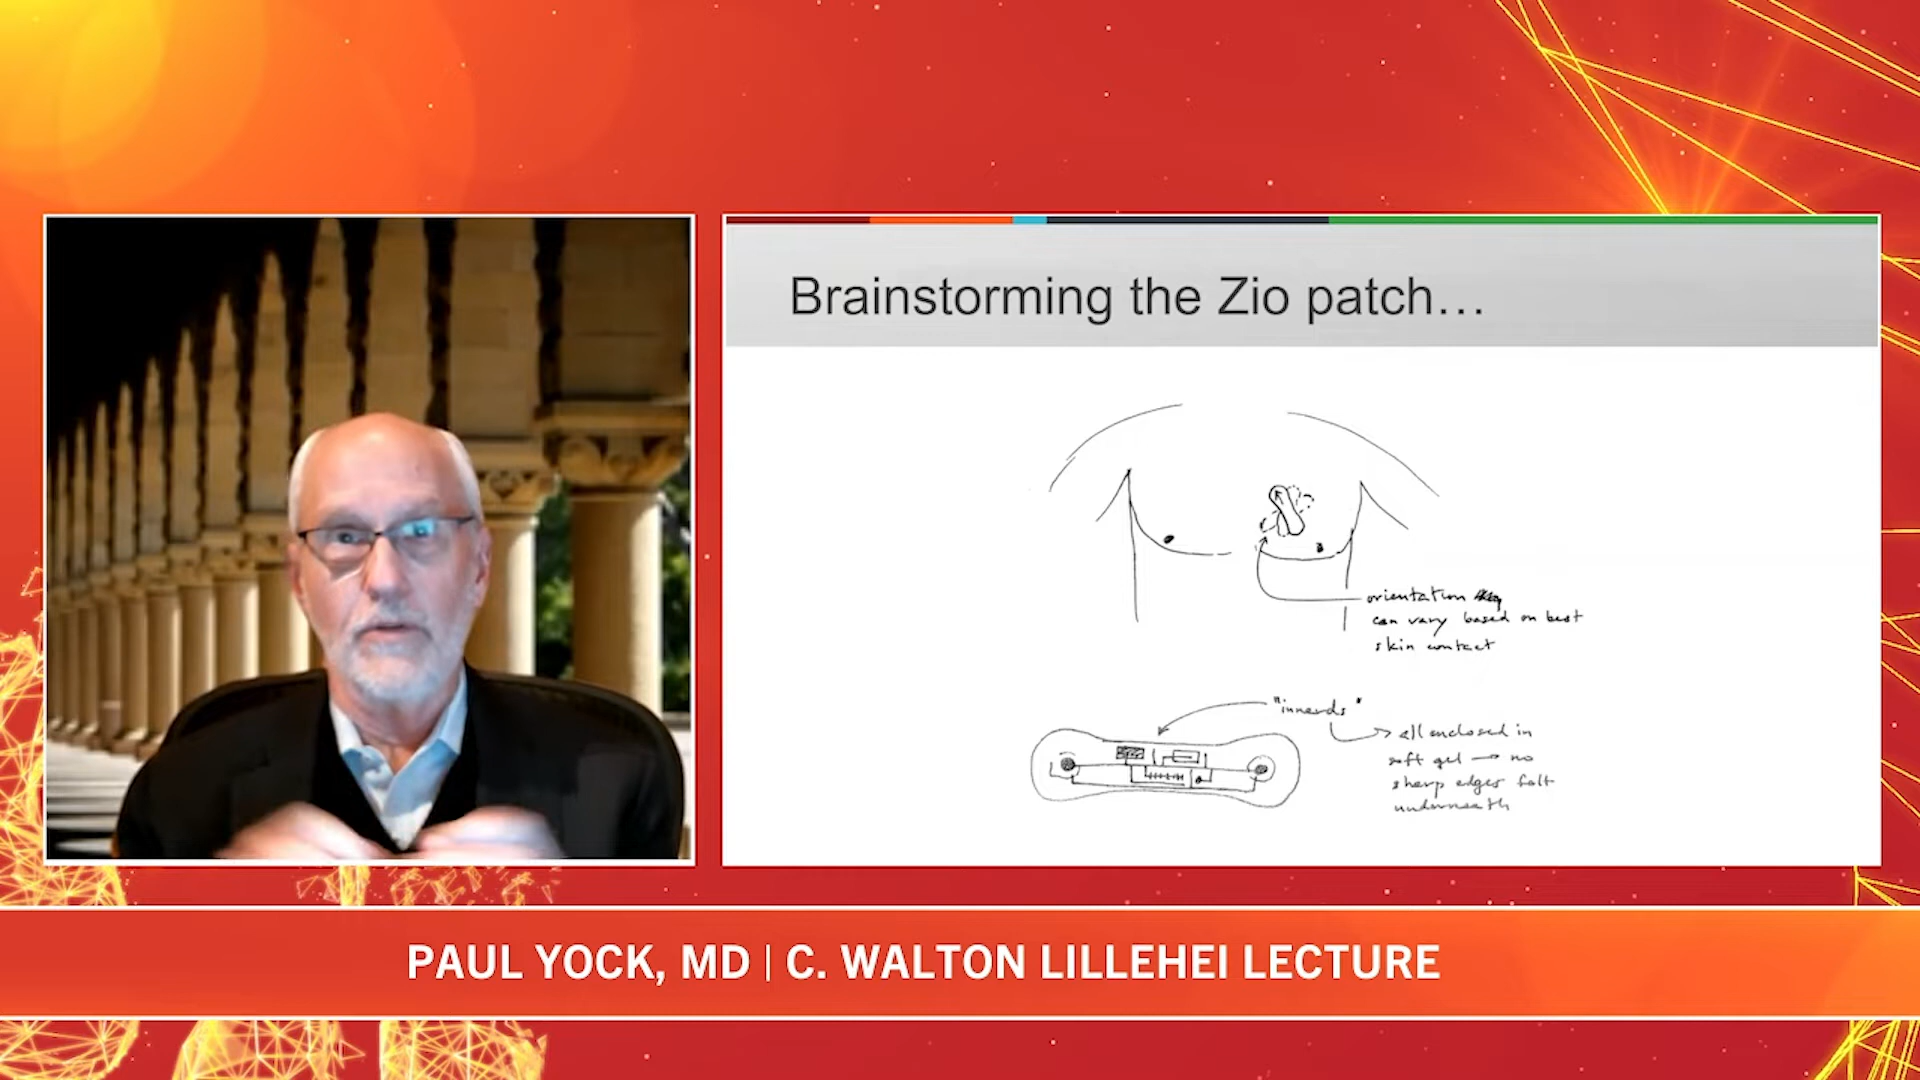 Brainstorming the Zio patch…
orientation
can vary based on best
skin contact
"innerds"
all enclosed in
soft gel → no
sharp edges felt
underneath
PAUL YOCK, MD | C. WALTON LILLEHEI LECTURE